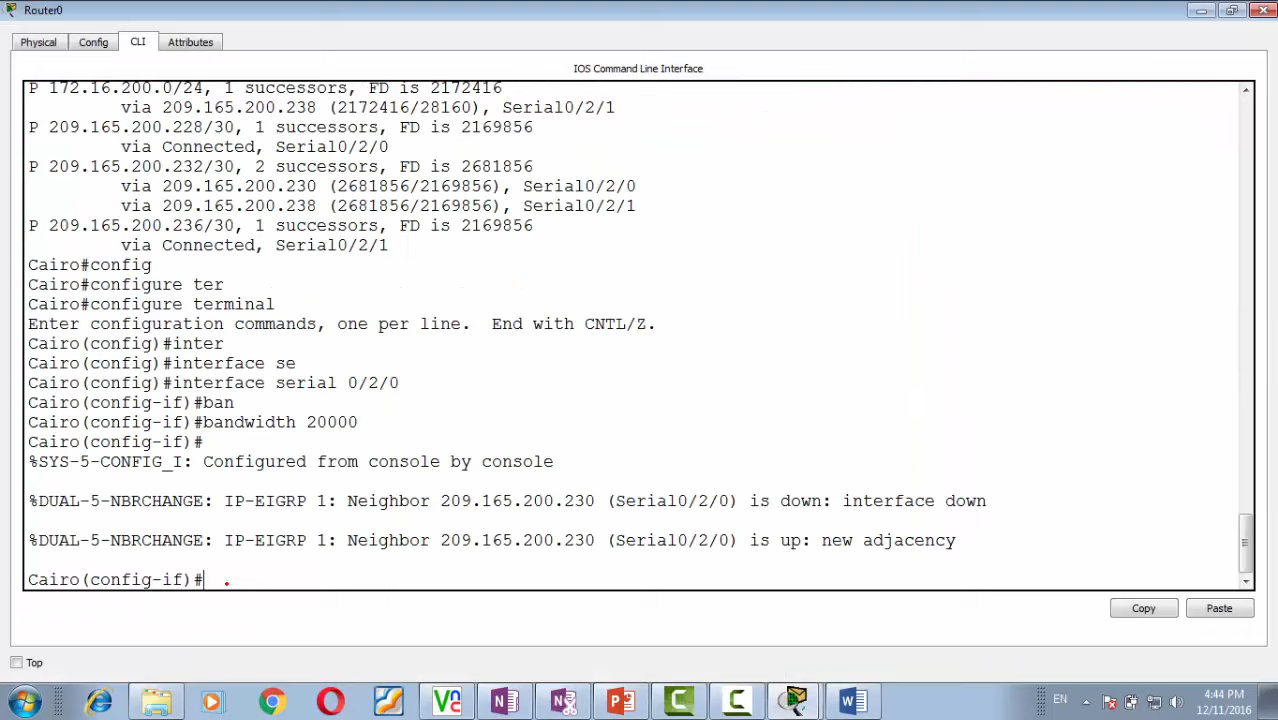 Router0
Physical Config CLI Attributes
IOS Command Line Interface
P 172.16.200.0/24, 1 successors, FD is 2172416
via 209.165.200.238 (2172416/28160), Serial0/2/1
P 209.165.200.228/30, 1 successors, FD is 2169856
via Connected, Serial0/2/0
P 209.165.200.232/30, 2 successors, FD is 2681856
via 209.165.200.230 (2681856/2169856), Serial0/2/0
via 209.165.200.238 (2681856/2169856), Serial0/2/1
P 209.165.200.236/30, 1 successors, FD is 2169856
via Connected, Serial0/2/1
Cairo#config
Cairo#configure ter
Cairo#configure terminal
Enter configuration commands, one per line.  End with CNTL/Z.
Cairo(config)#inter
Cairo(config)#interface se
Cairo(config)#interface serial 0/2/0
Cairo(config-if)#ban
Cairo(config-if)#bandwidth 20000
Cairo(config-if)#
%SYS-5-CONFIG_I: Configured from console by console
%DUAL-5-NBRCHANGE: IP-EIGRP 1: Neighbor 209.165.200.230 (Serial0/2/0) is down: interface down
%DUAL-5-NBRCHANGE: IP-EIGRP 1: Neighbor 209.165.200.230 (Serial0/2/0) is up: new adjacency
Cairo(config-if)#
Copy Paste
Top
EN
4:44 PM
12/11/2016